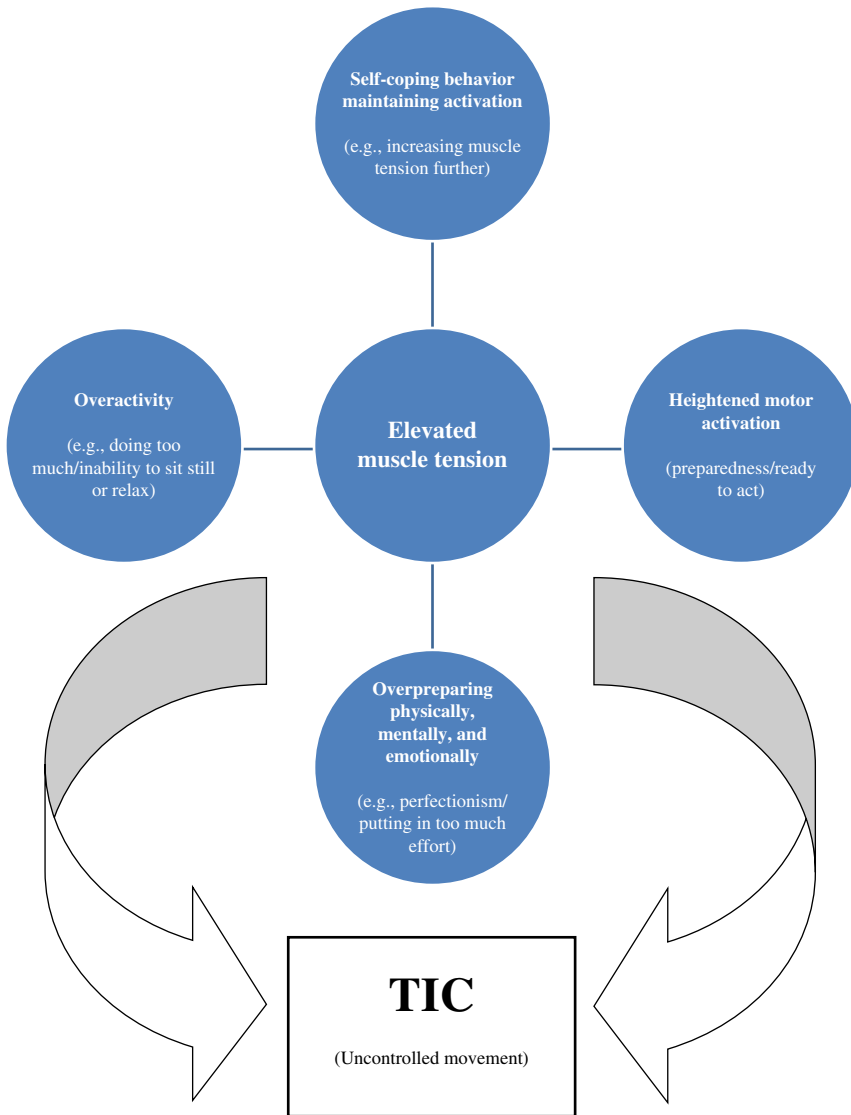 Self-coping behavior
maintaining activation
(e.g., increasing muscle
tension further)
Overactivity
(e.g., doing too
much/inability to sit still
or relax)
Elevated
muscle tension
Heightened motor
activation
(preparedness/ready
to act)
Overpreparing
physically,
mentally, and
emotionally
(e.g., perfectionism/
putting in too much
effort)
TIC
(Uncontrolled movement)